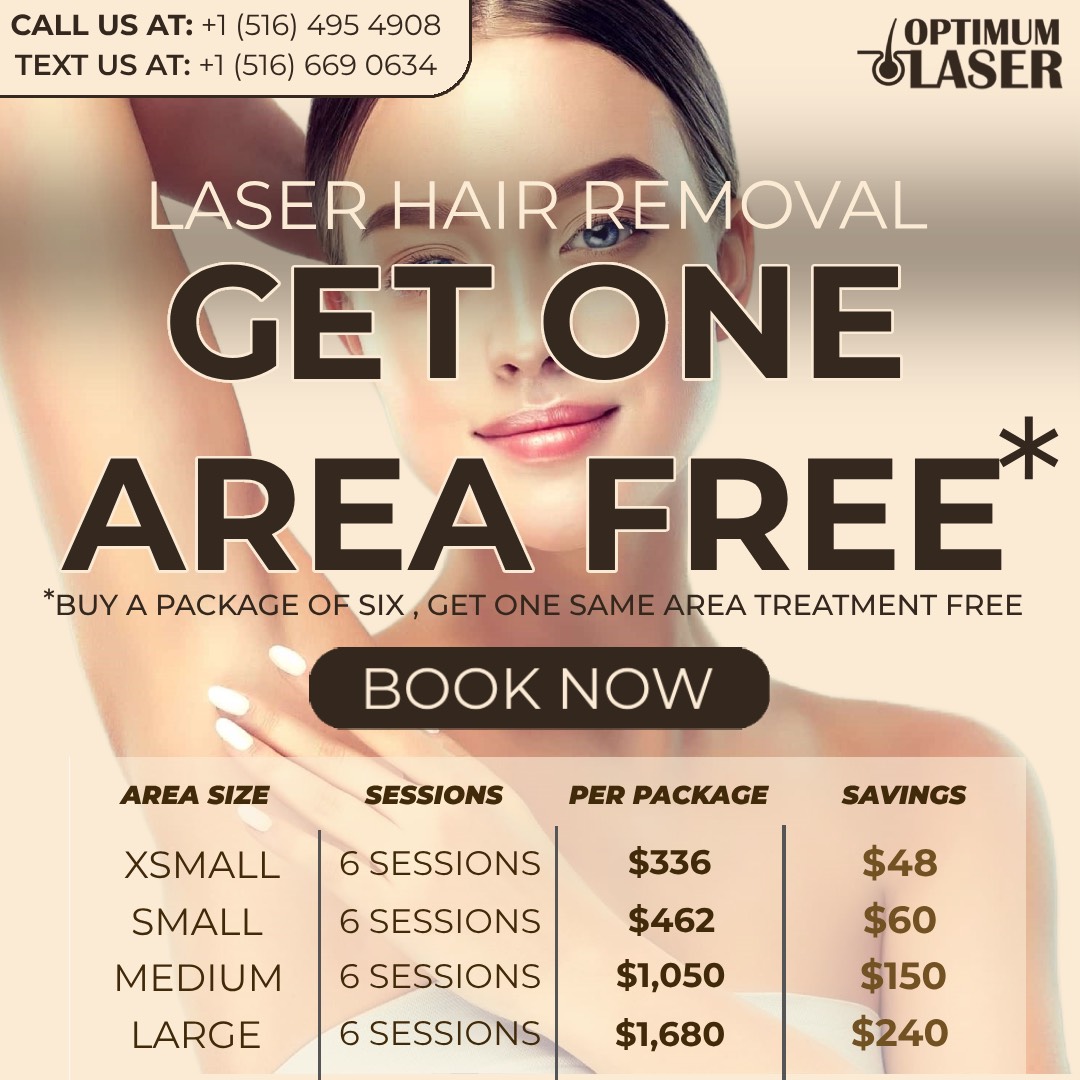 CALL US AT: +1 (516) 495 4908
TEXT US AT: +1 (516) 669 0634
OPTIMUM
LASER
LASER HAIR REMOVAL
GET ONE
AREA FREE*
*BUY A PACKAGE OF SIX , GET ONE SAME AREA TREATMENT FREE
BOOK NOW
AREA SIZE SESSIONS PER PACKAGE SAVINGS
XSMALL 6 SESSIONS $336 $48
SMALL 6 SESSIONS $462 $60
MEDIUM 6 SESSIONS $1,050 $150
LARGE 6 SESSIONS $1,680 $240